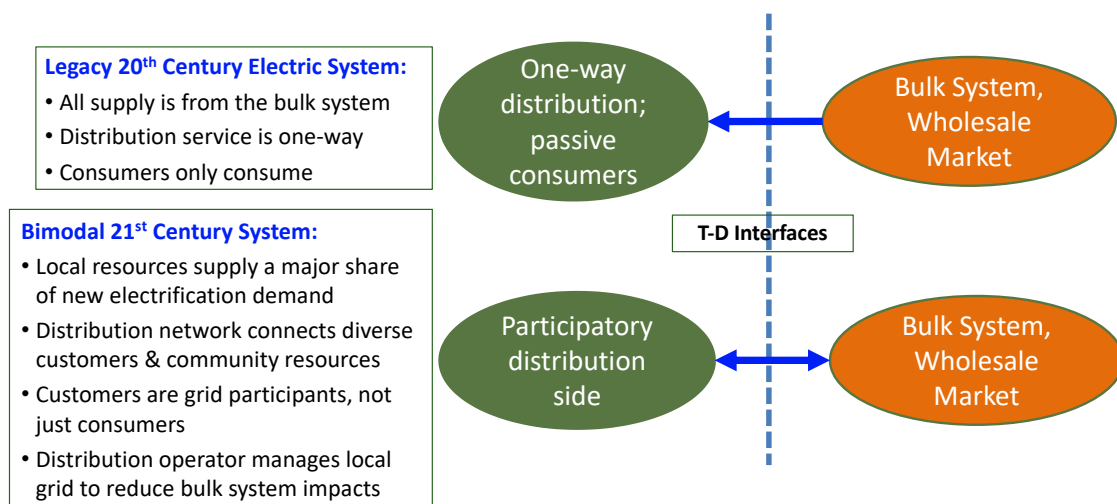 Legacy 20th Century Electric System:
• All supply is from the bulk system
• Distribution service is one-way
• Consumers only consume
One-way
distribution;
passive
consumers
Bulk System,
Wholesale
Market
T-D Interfaces
Bimodal 21st Century System:
• Local resources supply a major share
of new electrification demand
• Distribution network connects diverse
customers & community resources
• Customers are grid participants, not
just consumers
• Distribution operator manages local
grid to reduce bulk system impacts
Participatory
distribution
side
Bulk System,
Wholesale
Market